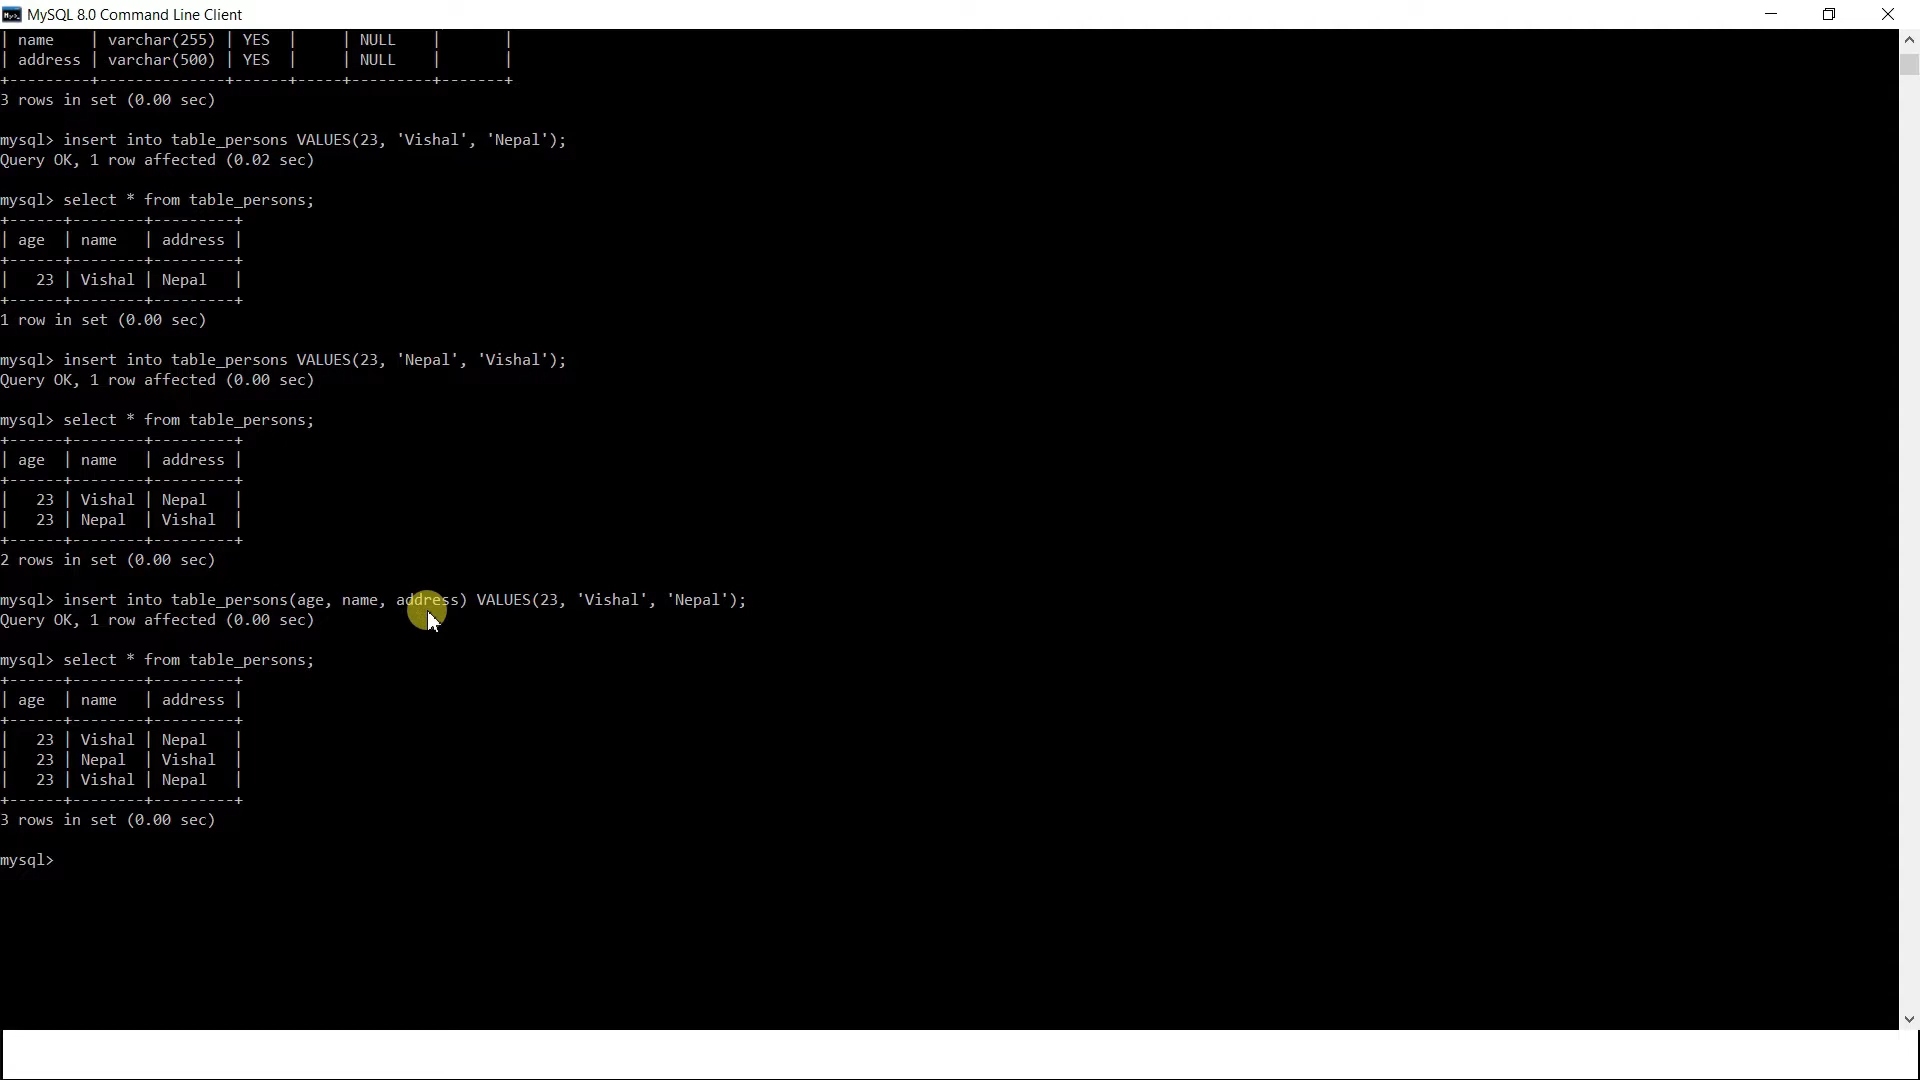 MySQL 8.0 Command Line Client
| name    | varchar(255) | YES  |     | NULL    |       |
| address | varchar(500) | YES  |     | NULL    |       |
+---------+--------------+------+-----+---------+-------+
3 rows in set (0.00 sec)
mysql> insert into table_persons VALUES(23, 'Vishal', 'Nepal');
Query OK, 1 row affected (0.02 sec)
mysql> select * from table_persons;
+------+--------+---------+
| age  | name   | address |
+------+--------+---------+
|   23 | Vishal | Nepal   |
+------+--------+---------+
1 row in set (0.00 sec)
mysql> insert into table_persons VALUES(23, 'Nepal', 'Vishal');
Query OK, 1 row affected (0.00 sec)
mysql> select * from table_persons;
+------+--------+---------+
| age  | name   | address |
+------+--------+---------+
|   23 | Vishal | Nepal   |
|   23 | Nepal  | Vishal  |
+------+--------+---------+
2 rows in set (0.00 sec)
mysql> insert into table_persons(age, name, address) VALUES(23, 'Vishal', 'Nepal');
Query OK, 1 row affected (0.00 sec)
mysql> select * from table_persons;
+------+--------+---------+
| age  | name   | address |
+------+--------+---------+
|   23 | Vishal | Nepal   |
|   23 | Nepal  | Vishal  |
|   23 | Vishal | Nepal   |
+------+--------+---------+
3 rows in set (0.00 sec)
mysql>